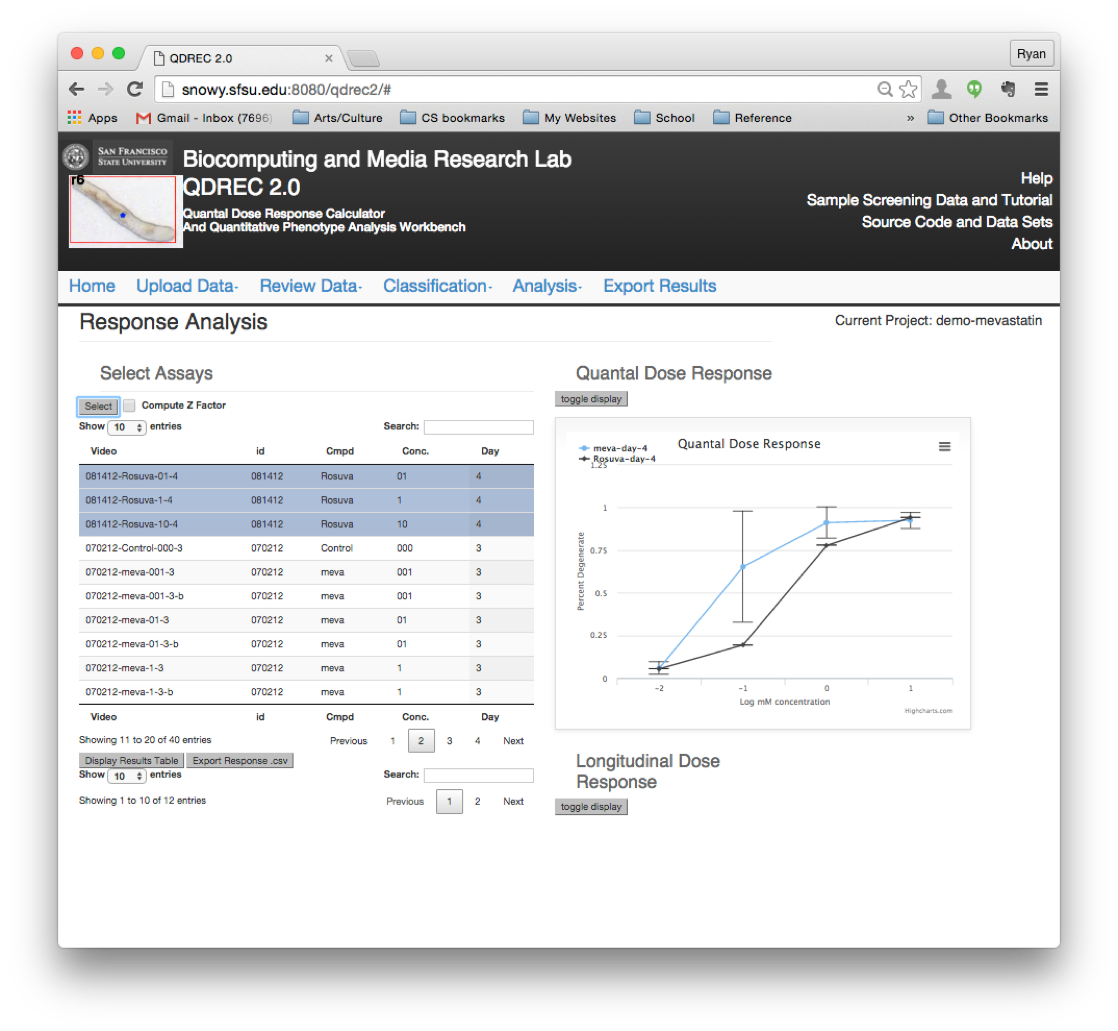 QDREC 2.0
Ryan
snowy.sfsu.edu:8080/qdrec2/#
Apps Gmail - Inbox (7696) Arts/Culture CS bookmarks My Websites School Reference » Other Bookmarks
SAN FRANCISCO
STATE UNIVERSITY
r6
Biocomputing and Media Research Lab
QDREC 2.0
Quantal Dose Response Calculator
And Quantitative Phenotype Analysis Workbench
Help
Sample Screening Data and Tutorial
Source Code and Data Sets
About
Home Upload Data- Review Data- Classification- Analysis- Export Results
Response Analysis
Current Project: demo-mevastatin
Select Assays
Select Compute Z Factor
Show 10 entries Search:
Video id Cmpd Conc. Day
081412-Rosuva-01-4 081412 Rosuva 01 4
081412-Rosuva-1-4 081412 Rosuva 1 4
081412-Rosuva-10-4 081412 Rosuva 10 4
070212-Control-000-3 070212 Control 000 3
070212-meva-001-3 070212 meva 001 3
070212-meva-001-3-b 070212 meva 001 3
070212-meva-01-3 070212 meva 01 3
070212-meva-01-3-b 070212 meva 01 3
070212-meva-1-3 070212 meva 1 3
070212-meva-1-3-b 070212 meva 1 3
Video id Cmpd Conc. Day
Showing 11 to 20 of 40 entries Previous 1 2 3 4 Next
Display Results Table Export Response .csv
Show 10 entries Search:
Showing 1 to 10 of 12 entries Previous 1 2 Next
Quantal Dose Response
toggle display
Quantal Dose Response
meva-day-4
Rosuva-day-4
1.25
1
0.75
0.5
0.25
0
Percent Degenerate
-2 -1 0 1
Log mM concentration
Highcharts.com
Longitudinal Dose
Response
toggle display